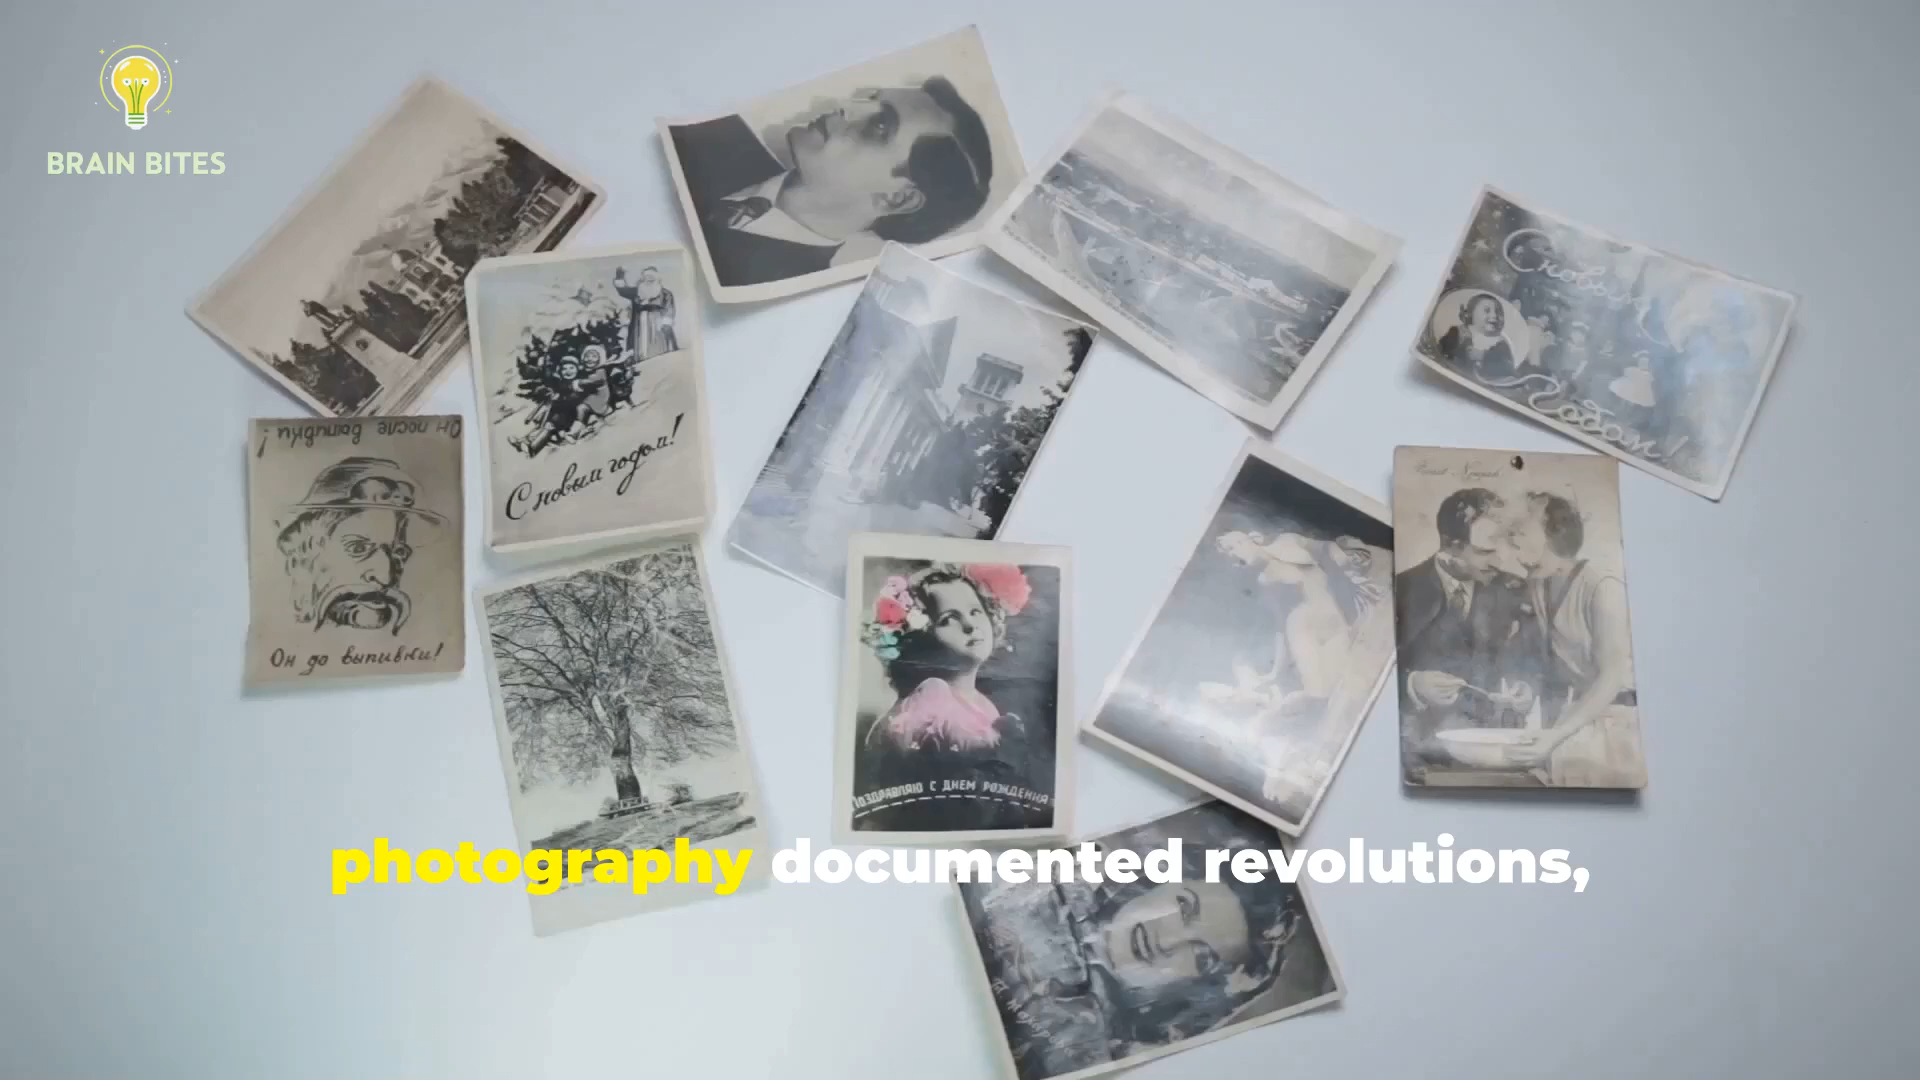 BRAIN BITES
С новым
Годом!
Он после выпивки!
С новым годом!
Он до выпивки!
ПОЗДРАВЛЯЮ С ДНЕМ РОЖДЕНИЯ
photography documented revolutions,